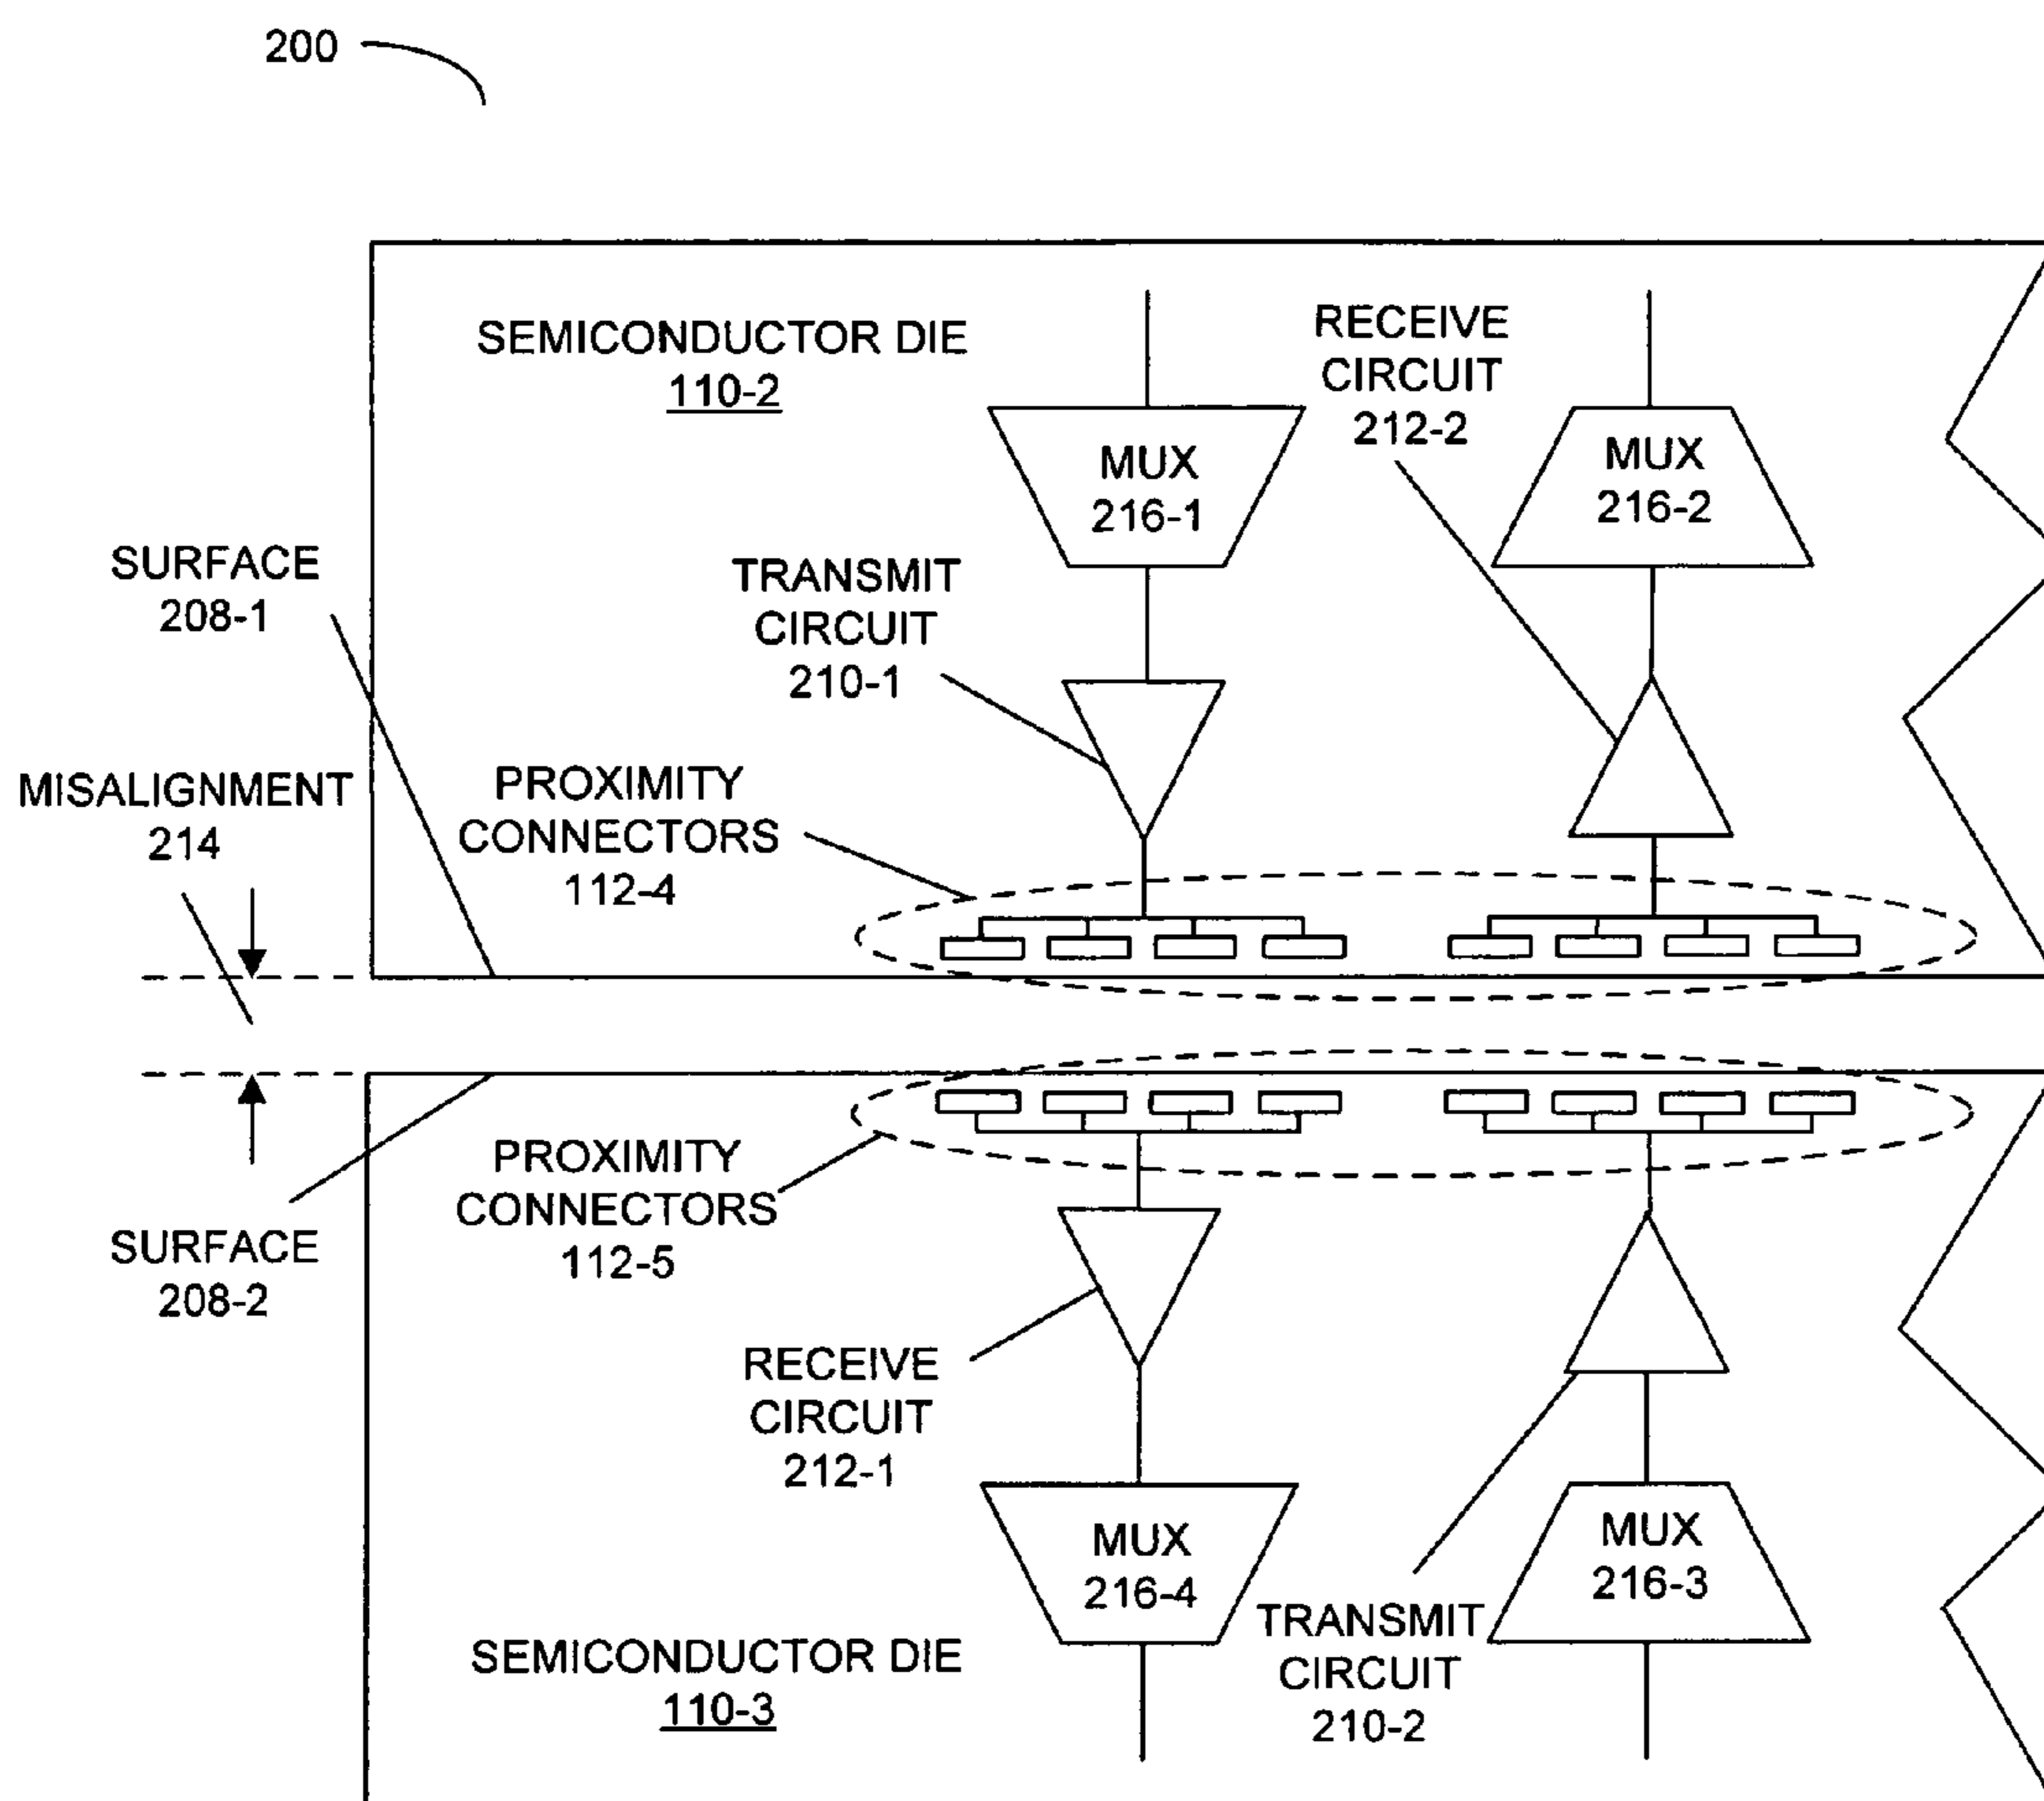 200
SEMICONDUCTOR DIE
110-2
RECEIVE
CIRCUIT
212-2
MUX
216-1
MUX
216-2
SURFACE
208-1
TRANSMIT
CIRCUIT
210-1
MISALIGNMENT
214
PROXIMITY
CONNECTORS
112-4
PROXIMITY
CONNECTORS
112-5
SURFACE
208-2
RECEIVE
CIRCUIT
212-1
MUX
216-4
MUX
216-3
TRANSMIT
CIRCUIT
210-2
SEMICONDUCTOR DIE
110-3